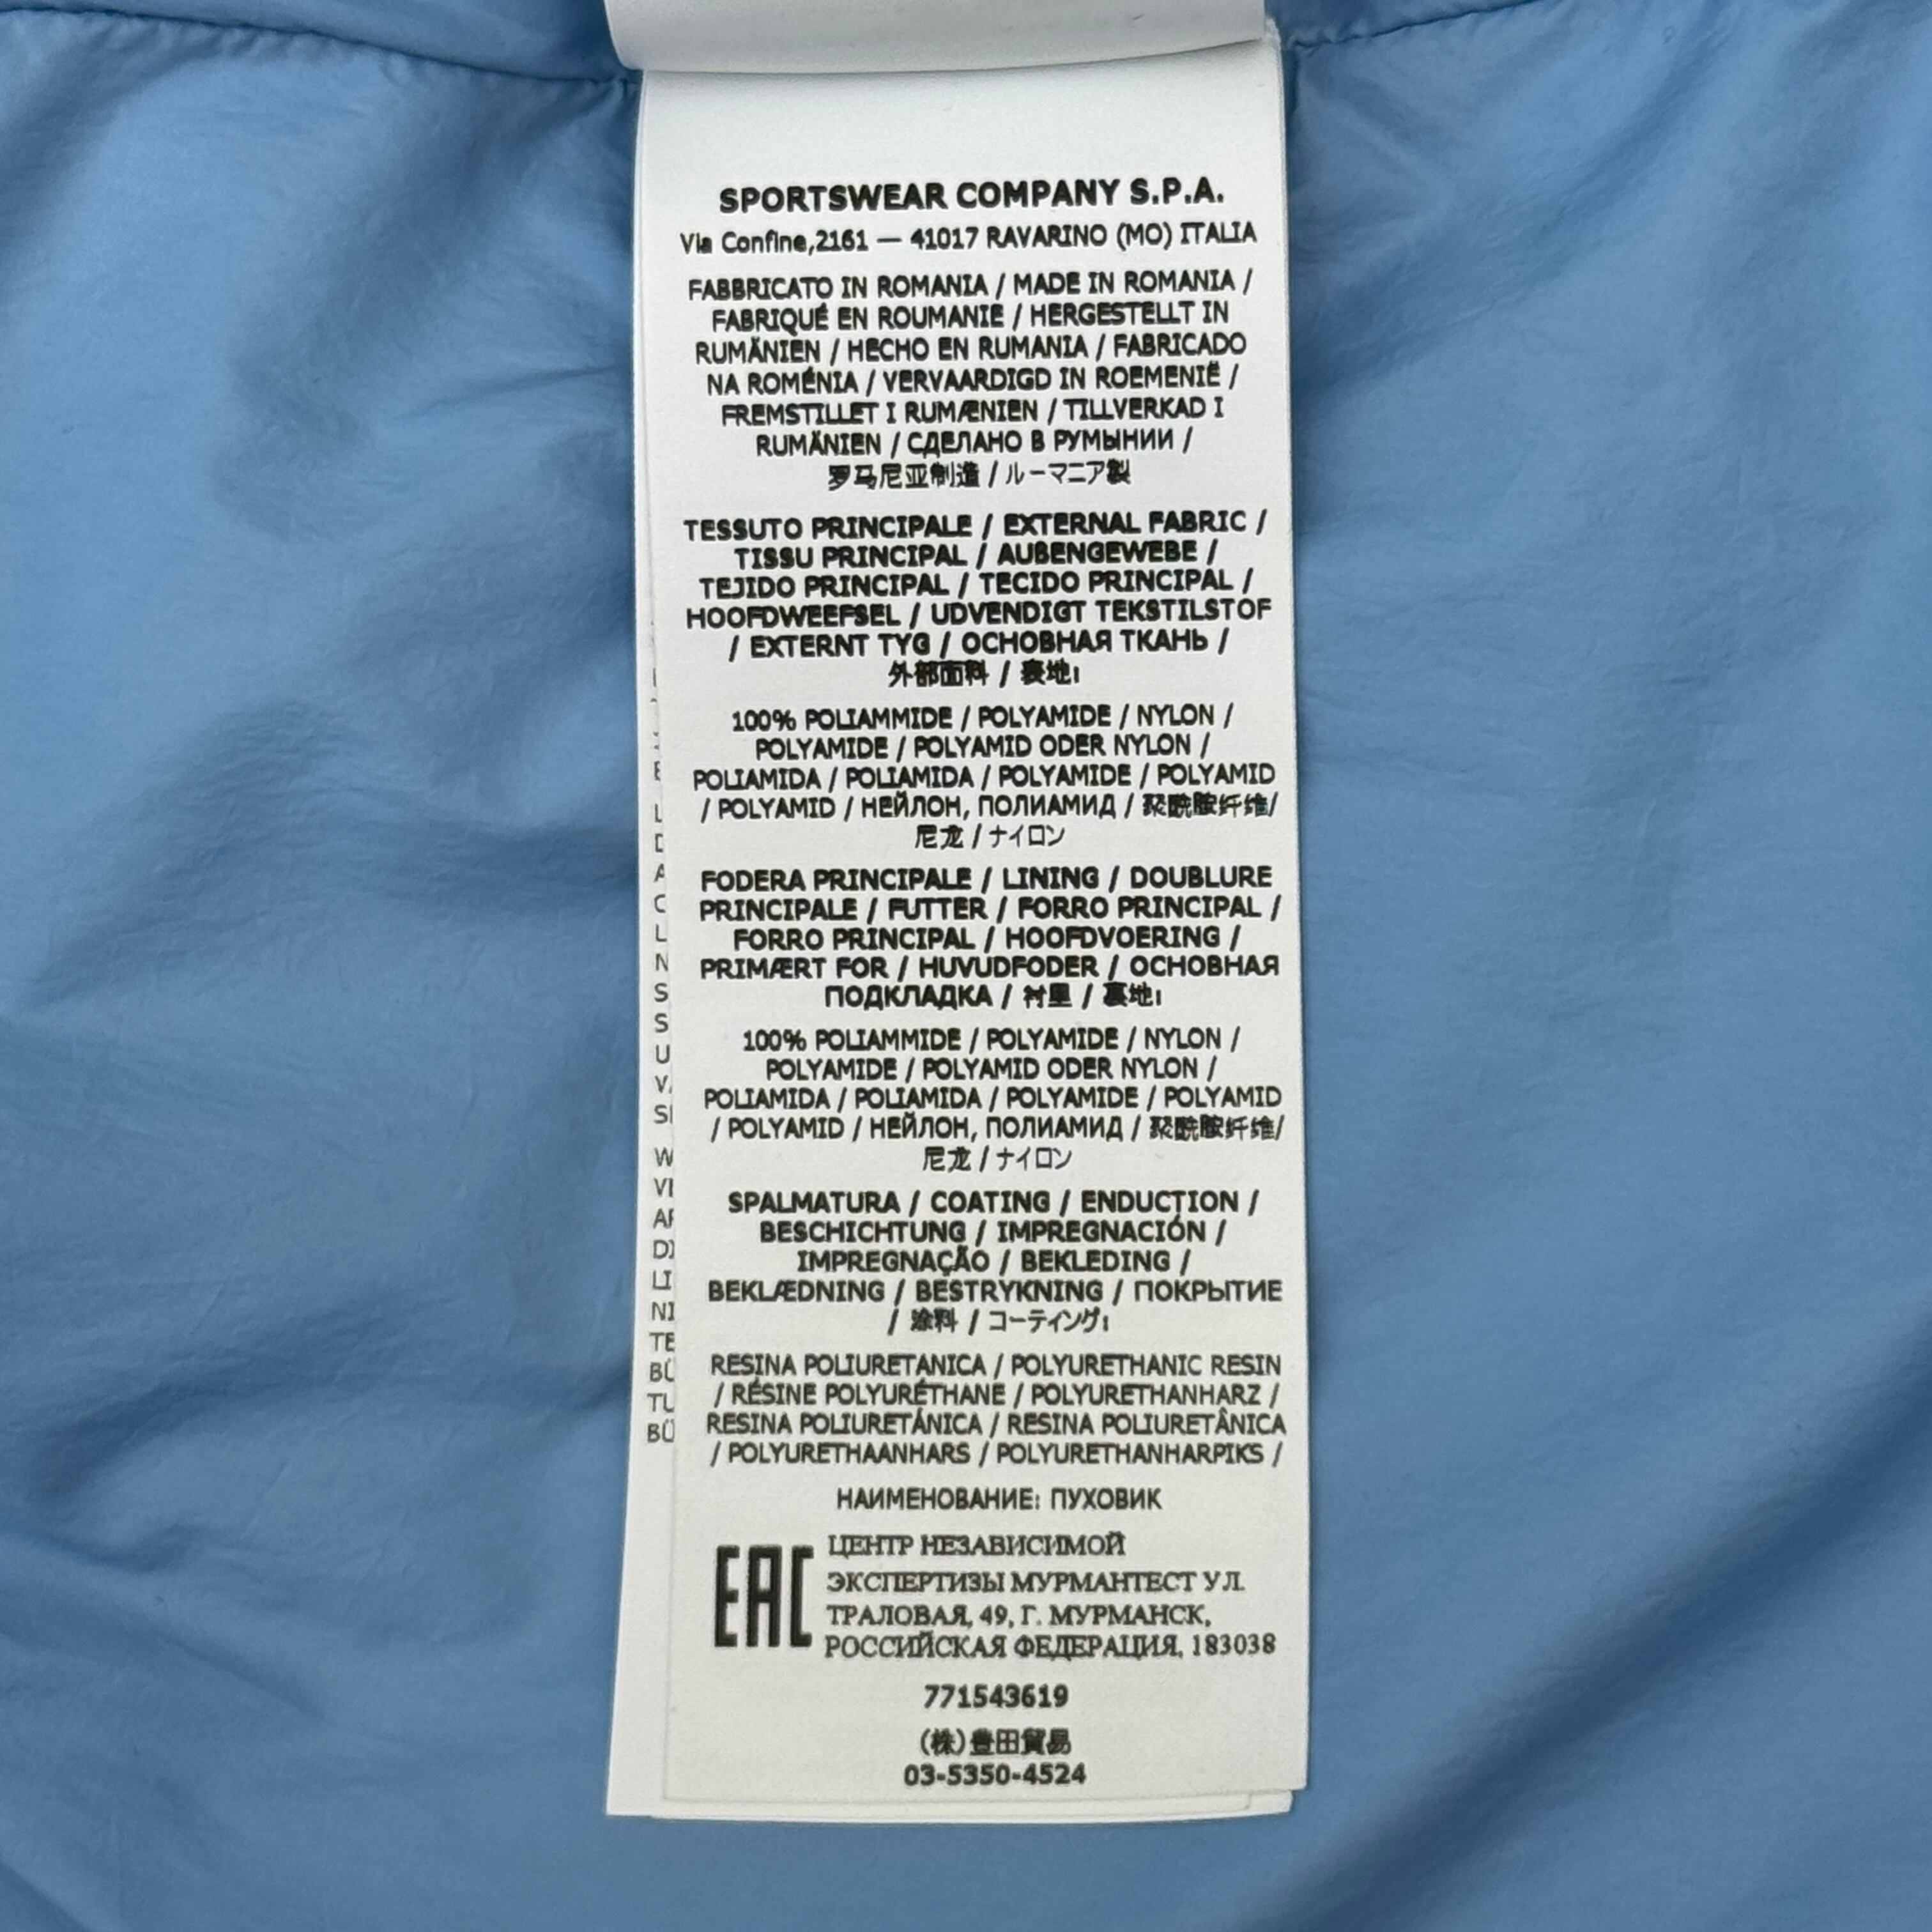 SPORTSWEAR COMPANY S.P.A.
Via Confine,2161 — 41017 RAVARINO (MO) ITALIA
FABBRICATO IN ROMANIA / MADE IN ROMANIA /
FABRIQUÉ EN ROUMANIE / HERGESTELLT IN
RUMÄNIEN / HECHO EN RUMANIA / FABRICADO
NA ROMÉNIA / VERVAARDIGD IN ROEMENIË /
FREMSTILLET I RUMÆNIEN / TILLVERKAD I
RUMÄNIEN / СДЕЛАНО В РУМЫНИИ /
罗马尼亚制造 / ルーマニア製
TESSUTO PRINCIPALE / EXTERNAL FABRIC /
TISSU PRINCIPAL / AUßENGEWEBE /
TEJIDO PRINCIPAL / TECIDO PRINCIPAL /
HOOFDWEEFSEL / UDVENDIGT TEKSTILSTOF
/ EXTERNT TYG / ОСНОВНАЯ ТКАНЬ /
外部面料 / 表地:
100% POLIAMMIDE / POLYAMIDE / NYLON /
POLYAMIDE / POLYAMID ODER NYLON /
POLIAMIDA / POLIAMIDA / POLYAMIDE / POLYAMID
/ POLYAMID / НЕЙЛОН, ПОЛИАМИД / 聚酰胺纤维/
尼龙 / ナイロン
FODERA PRINCIPALE / LINING / DOUBLURE
PRINCIPALE / FUTTER / FORRO PRINCIPAL /
FORRO PRINCIPAL / HOOFDVOERING /
PRIMÆRT FOR / HUVUDFODER / ОСНОВНАЯ
ПОДКЛАДКА / 衬里 / 裏地:
100% POLIAMMIDE / POLYAMIDE / NYLON /
POLYAMIDE / POLYAMID ODER NYLON /
POLIAMIDA / POLIAMIDA / POLYAMIDE / POLYAMID
/ POLYAMID / НЕЙЛОН, ПОЛИАМИД / 聚酰胺纤维/
尼龙 / ナイロン
SPALMATURA / COATING / ENDUCTION /
BESCHICHTUNG / IMPREGNACIÓN /
IMPREGNAÇÃO / BEKLEDING /
BEKLÆDNING / BESTRYKNING / ПОКРЫТИЕ
/ 涂料 / コーティング:
RESINA POLIURETANICA / POLYURETHANIC RESIN
/ RÉSINE POLYURÉTHANE / POLYURETHANHARZ /
RESINA POLIURETÁNICA / RESINA POLIURETÂNICA
/ POLYURETHAANHARS / POLYURETHANHARPIKS /
НАИМЕНОВАНИЕ: ПУХОВИК
EAC
ЦЕНТР НЕЗАВИСИМОЙ
ЭКСПЕРТИЗЫ МУРМАНТЕСТ УЛ.
ТРАЛОВАЯ, 49, Г. МУРМАНСК,
РОССИЙСКАЯ ФЕДЕРАЦИЯ, 183038
771543619
(株)豊田貿易
03-5350-4524